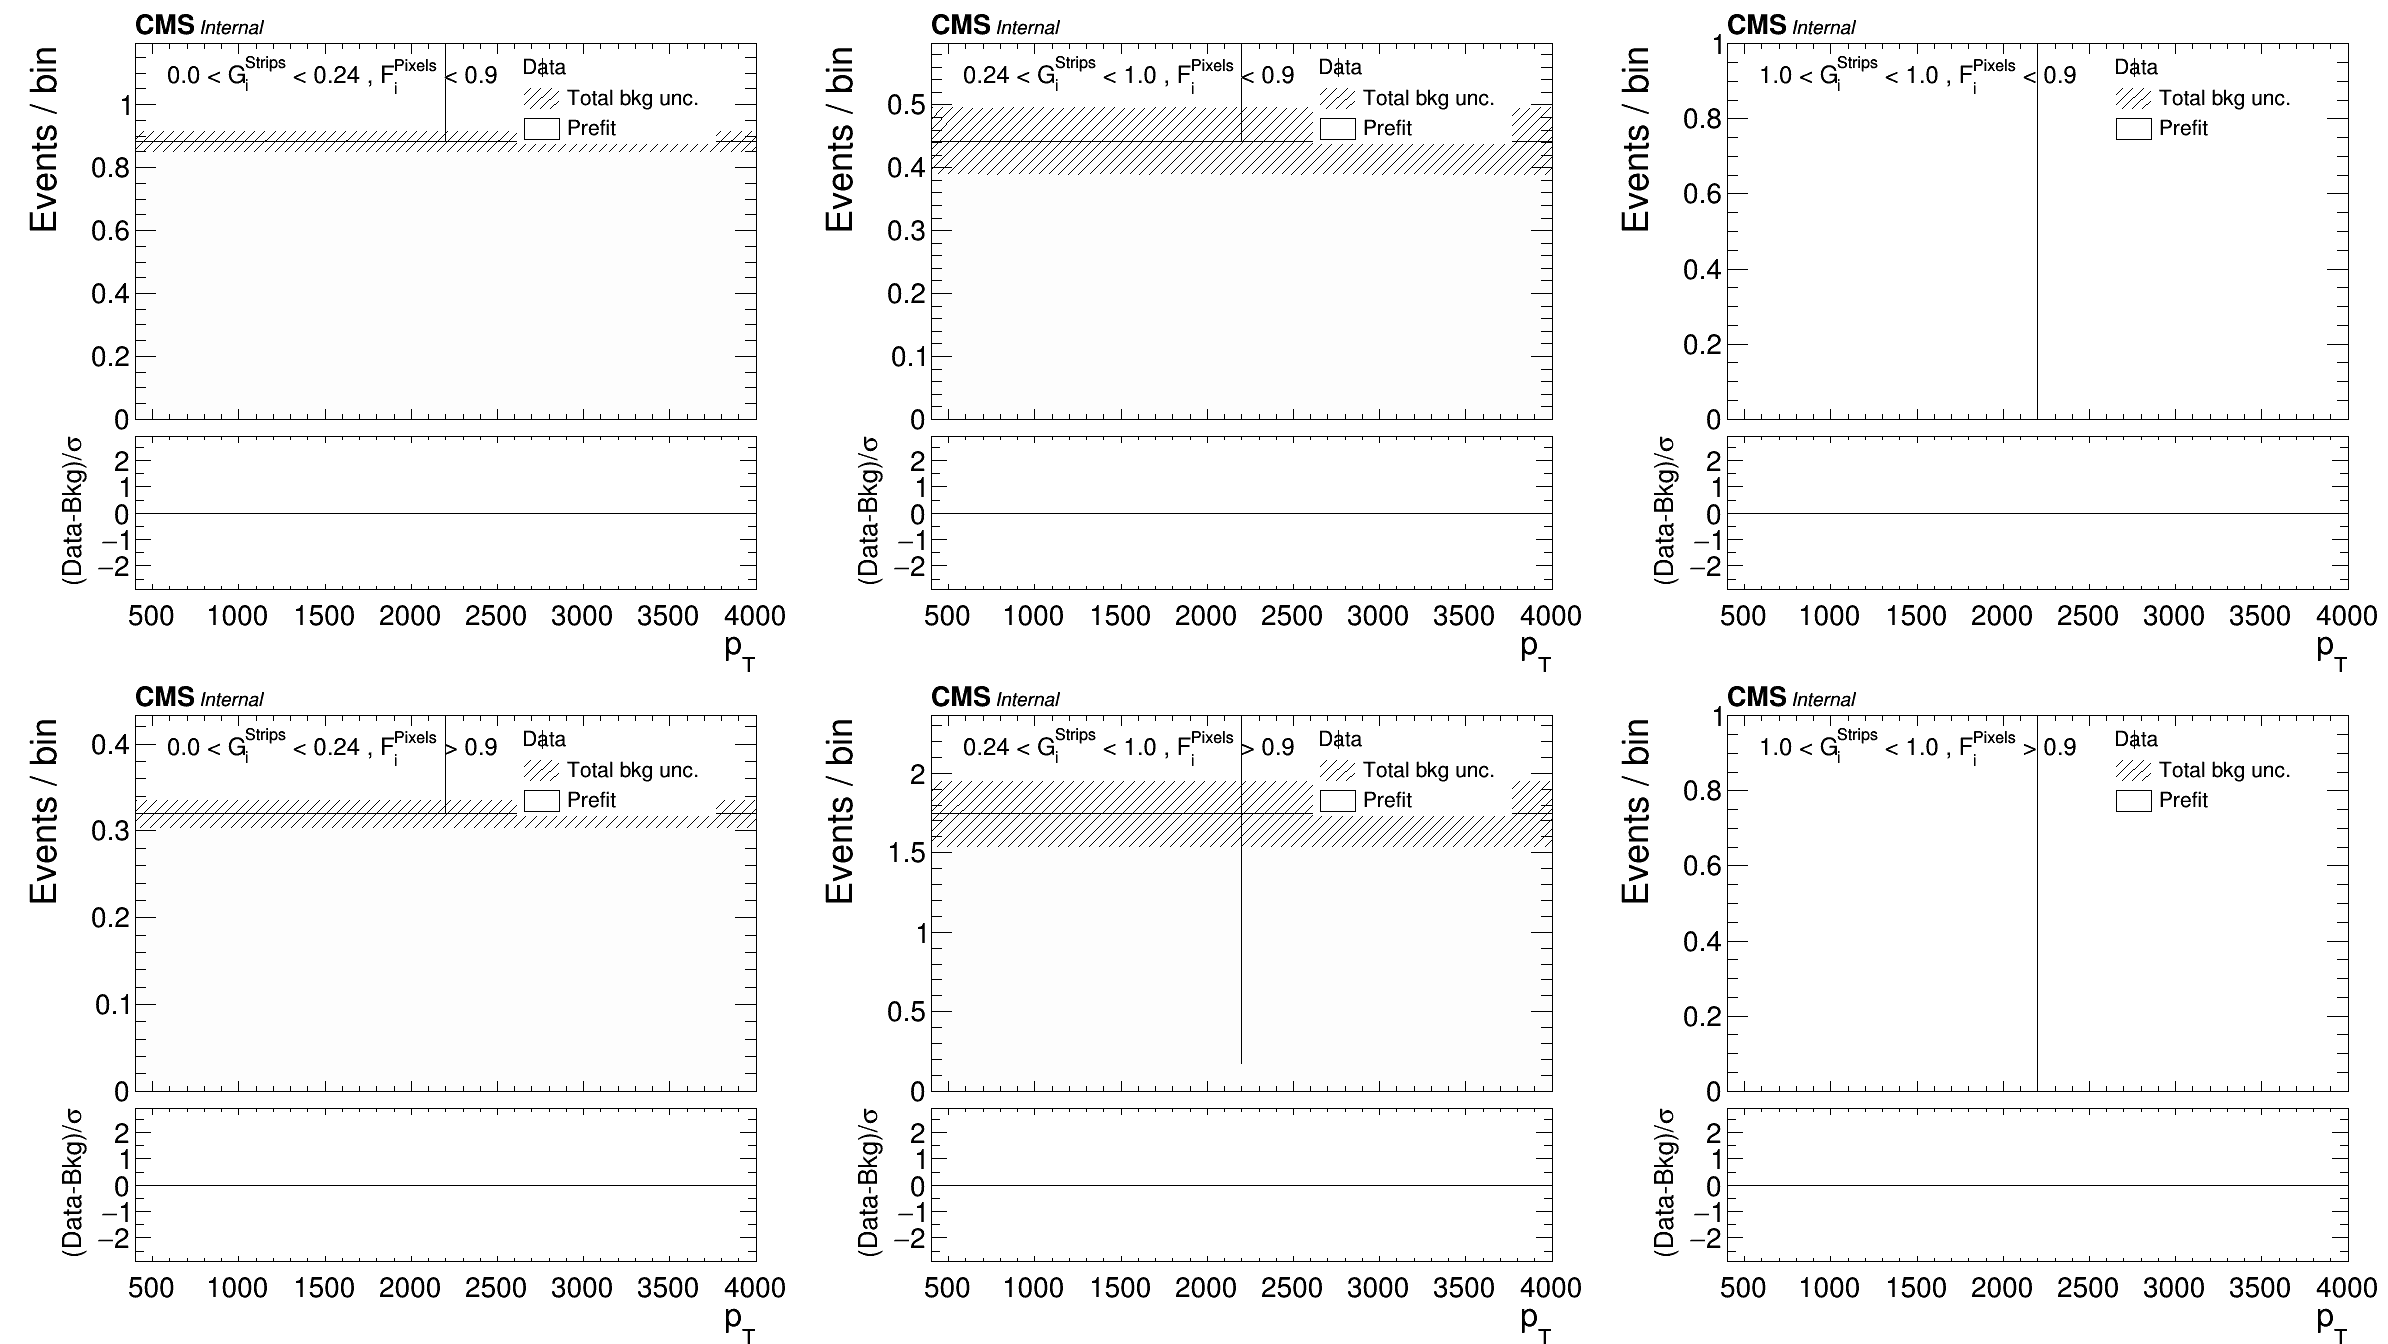 CMS Internal
0.0 < G_i^Strips < 0.24 , F_i^Pixels < 0.9
Data
Total bkg unc.
Prefit
Events / bin
1
0.8
0.6
0.4
0.2
0
(Data-Bkg)/σ
2
1
0
−1
−2
500 1000 1500 2000 2500 3000 3500 4000
p_T
CMS Internal
0.24 < G_i^Strips < 1.0 , F_i^Pixels < 0.9
Data
Total bkg unc.
Prefit
Events / bin
0.5
0.4
0.3
0.2
0.1
0
(Data-Bkg)/σ
2
1
0
−1
−2
500 1000 1500 2000 2500 3000 3500 4000
p_T
CMS Internal
1.0 < G_i^Strips < 1.0 , F_i^Pixels < 0.9
Data
Total bkg unc.
Prefit
Events / bin
1
0.8
0.6
0.4
0.2
0
(Data-Bkg)/σ
2
1
0
−1
−2
500 1000 1500 2000 2500 3000 3500 4000
p_T
CMS Internal
0.0 < G_i^Strips < 0.24 , F_i^Pixels > 0.9
Data
Total bkg unc.
Prefit
Events / bin
0.4
0.3
0.2
0.1
0
(Data-Bkg)/σ
2
1
0
−1
−2
500 1000 1500 2000 2500 3000 3500 4000
p_T
CMS Internal
0.24 < G_i^Strips < 1.0 , F_i^Pixels > 0.9
Data
Total bkg unc.
Prefit
Events / bin
2
1.5
1
0.5
0
(Data-Bkg)/σ
2
1
0
−1
−2
500 1000 1500 2000 2500 3000 3500 4000
p_T
CMS Internal
1.0 < G_i^Strips < 1.0 , F_i^Pixels > 0.9
Data
Total bkg unc.
Prefit
Events / bin
1
0.8
0.6
0.4
0.2
0
(Data-Bkg)/σ
2
1
0
−1
−2
500 1000 1500 2000 2500 3000 3500 4000
p_T